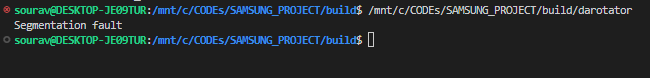 sourav@DESKTOP-JE09TUR:/mnt/c/CODEs/SAMSUNG_PROJECT/build$ /mnt/c/CODEs/SAMSUNG_PROJECT/build/darotator
Segmentation fault
sourav@DESKTOP-JE09TUR:/mnt/c/CODEs/SAMSUNG_PROJECT/build$